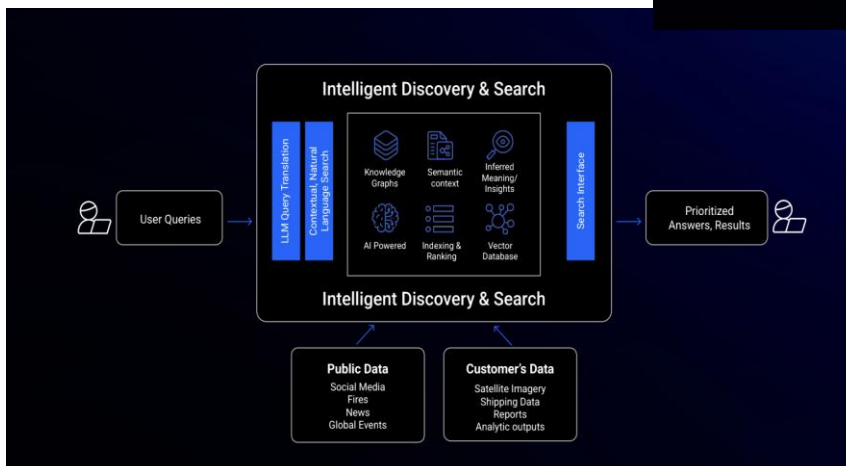 Intelligent Discovery & Search
LLM Query Translation
Contextual, Natural
Language Search
Knowledge
Graphs
Semantic
context
Inferred
Meaning/
Insights
AI Powered
Indexing &
Ranking
Vector
Database
Search Interface
User Queries
Prioritized
Answers, Results
Intelligent Discovery & Search
Public Data
Social Media
Fires
News
Global Events
Customer's Data
Satellite Imagery
Shipping Data
Reports
Analytic outputs